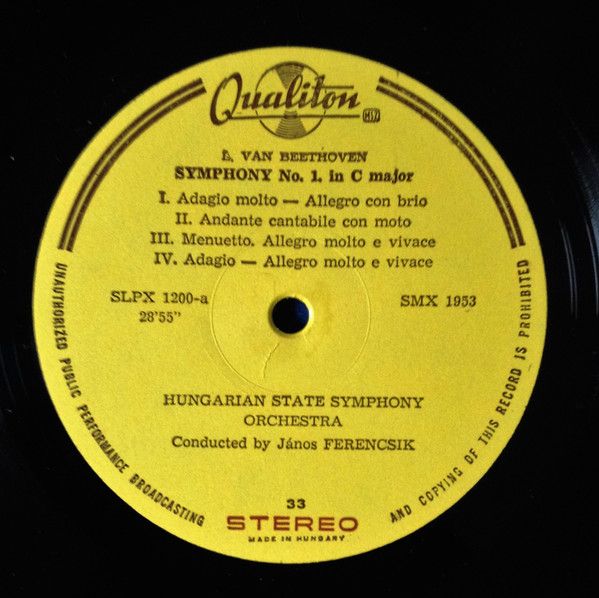 Qualiton
MSZ
L. VAN BEETHOVEN
SYMPHONY No. 1, in C major
I. Adagio molto — Allegro con brio
II. Andante cantabile con moto
III. Menuetto. Allegro molto e vivace
IV. Adagio — Allegro molto e vivace
SLPX 1200-a
28'55"
SMX 1953
HUNGARIAN STATE SYMPHONY
ORCHESTRA
Conducted by János FERENCSIK
33
STEREO
MADE IN HUNGARY
UNAUTHORIZED PUBLIC PERFORMANCE BROADCASTING AND COPYING OF THIS RECORD IS PROHIBITED